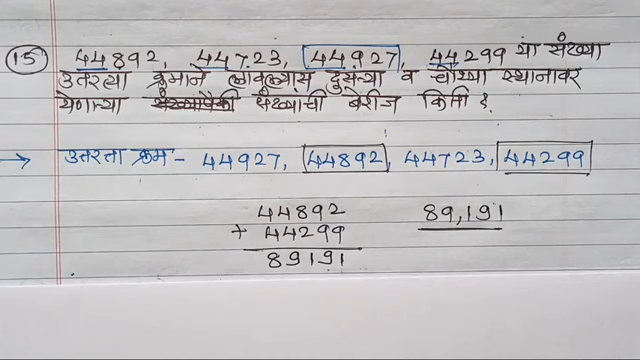 15) 44892, 44723, 44927, 44299 या संख्या
उतरत्या क्रमाने लावल्यास दुसऱ्या व चौथ्या स्थानावर
येणाऱ्या संख्यांपैकी संख्यांची बेरीज किती ?
→ उतरता क्रम - 44927, 44892, 44723, 44299
44892 89,191
+ 44299
89191